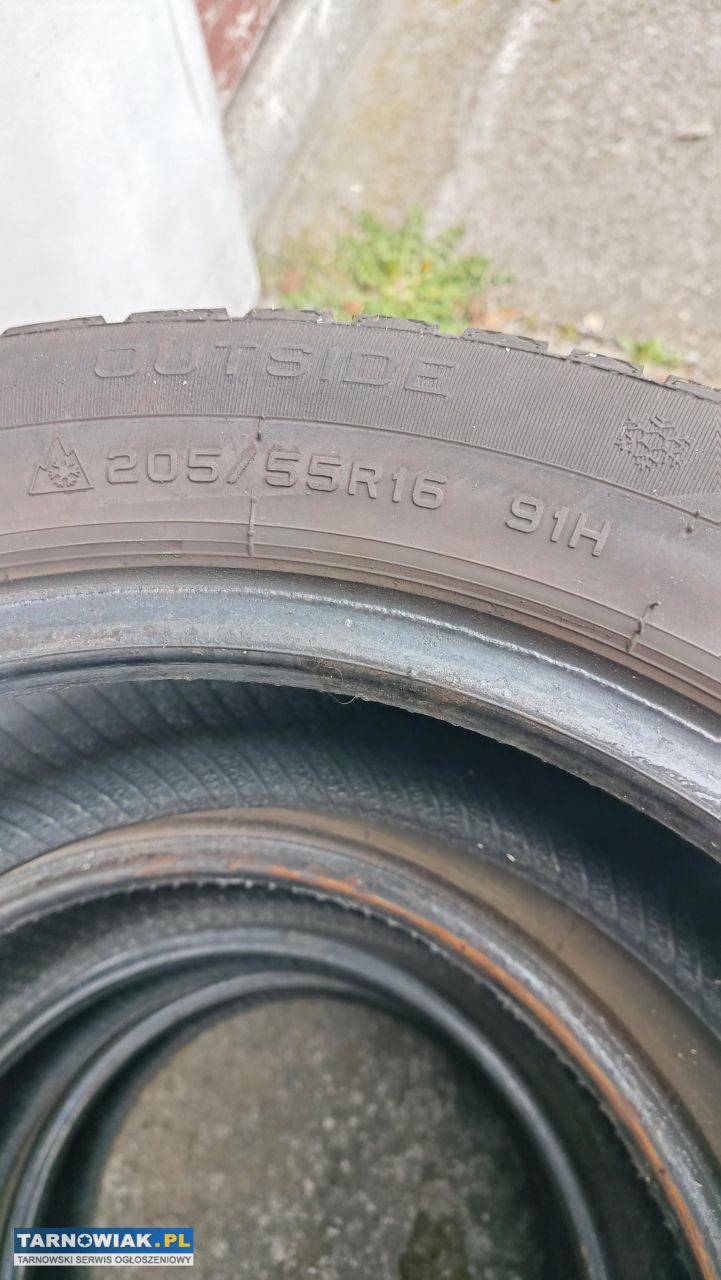 OUTSIDE
205/55R16 91H
TARNOWIAK.PL
TARNOWSKI SERWIS OGŁOSZENIOWY